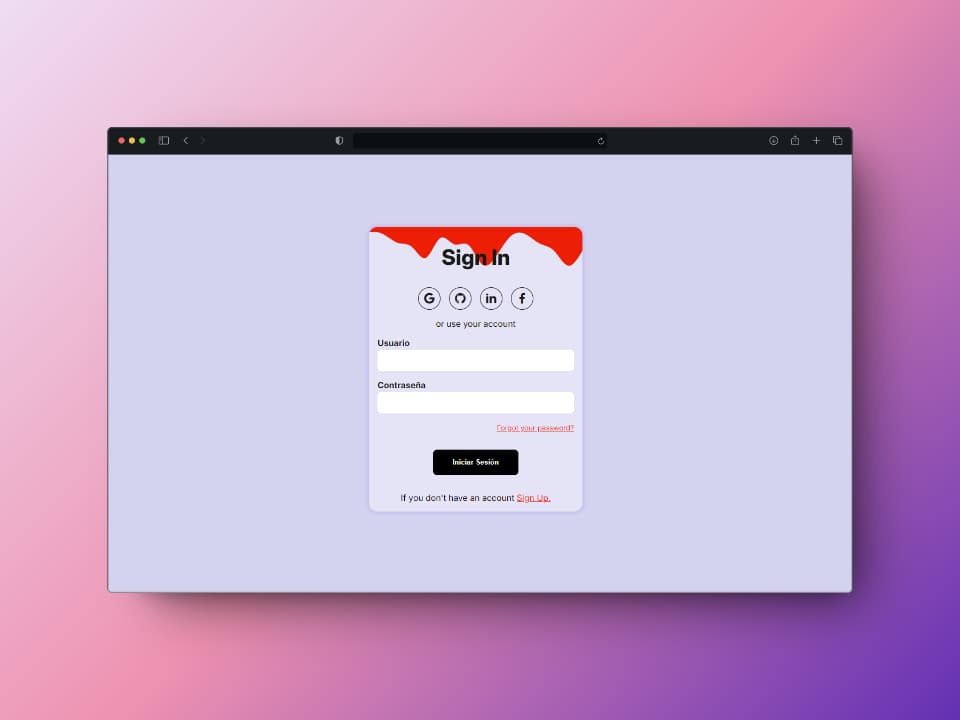 Sign In
G in f
or use your account
Usuario
Contraseña
Forgot your password?
Iniciar Sesión
If you don't have an account Sign Up.